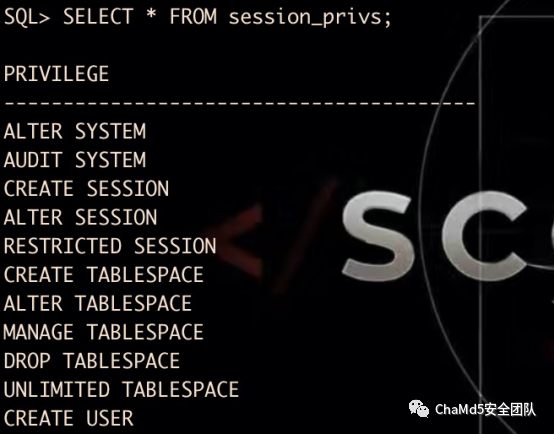 SQL> SELECT * FROM session_privs;
PRIVILEGE
----------------------------------------
ALTER SYSTEM
AUDIT SYSTEM
CREATE SESSION
ALTER SESSION
RESTRICTED SESSION
CREATE TABLESPACE
ALTER TABLESPACE
MANAGE TABLESPACE
DROP TABLESPACE
UNLIMITED TABLESPACE
CREATE USER
</ SC
ChaMd5安全团队